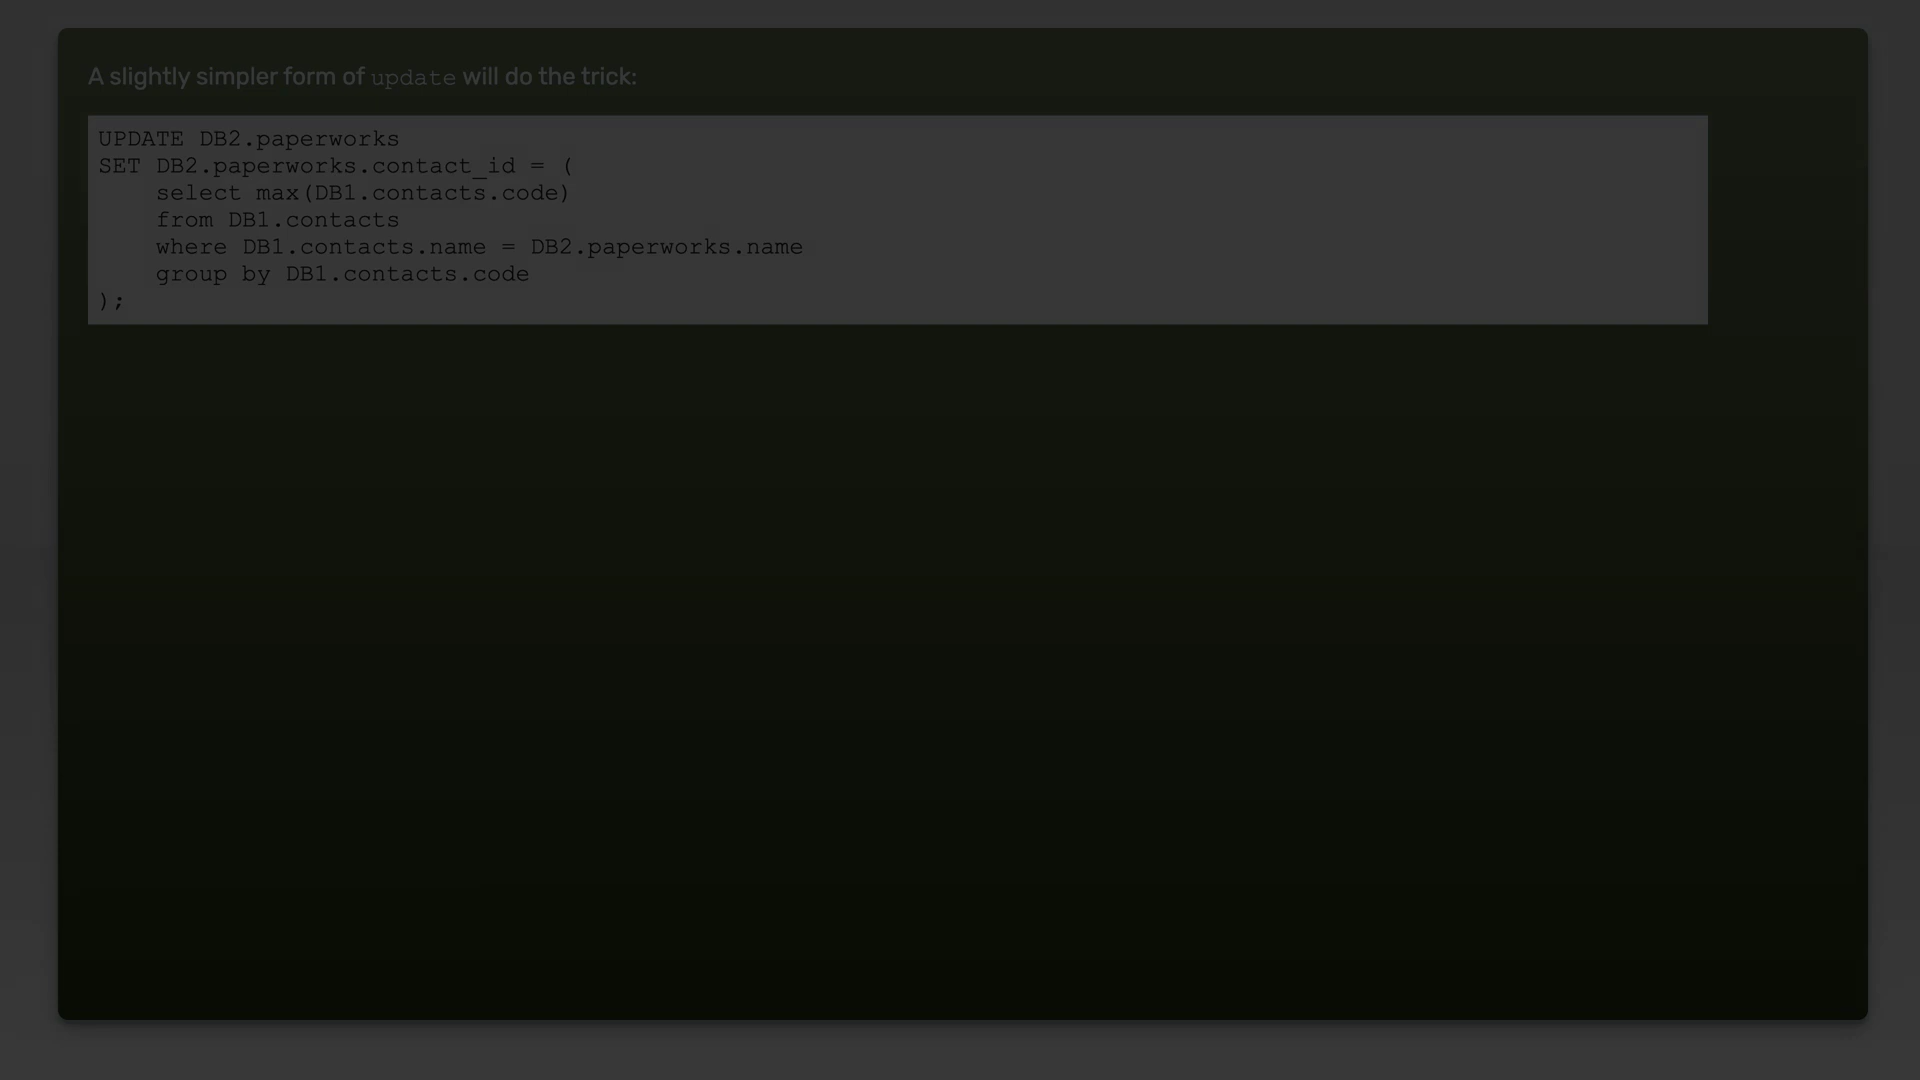 A slightly simpler form of update will do the trick:
UPDATE DB2.paperworks
SET DB2.paperworks.contact_id = (
    select max(DB1.contacts.code)
    from DB1.contacts
    where DB1.contacts.name = DB2.paperworks.name
    group by DB1.contacts.code
);